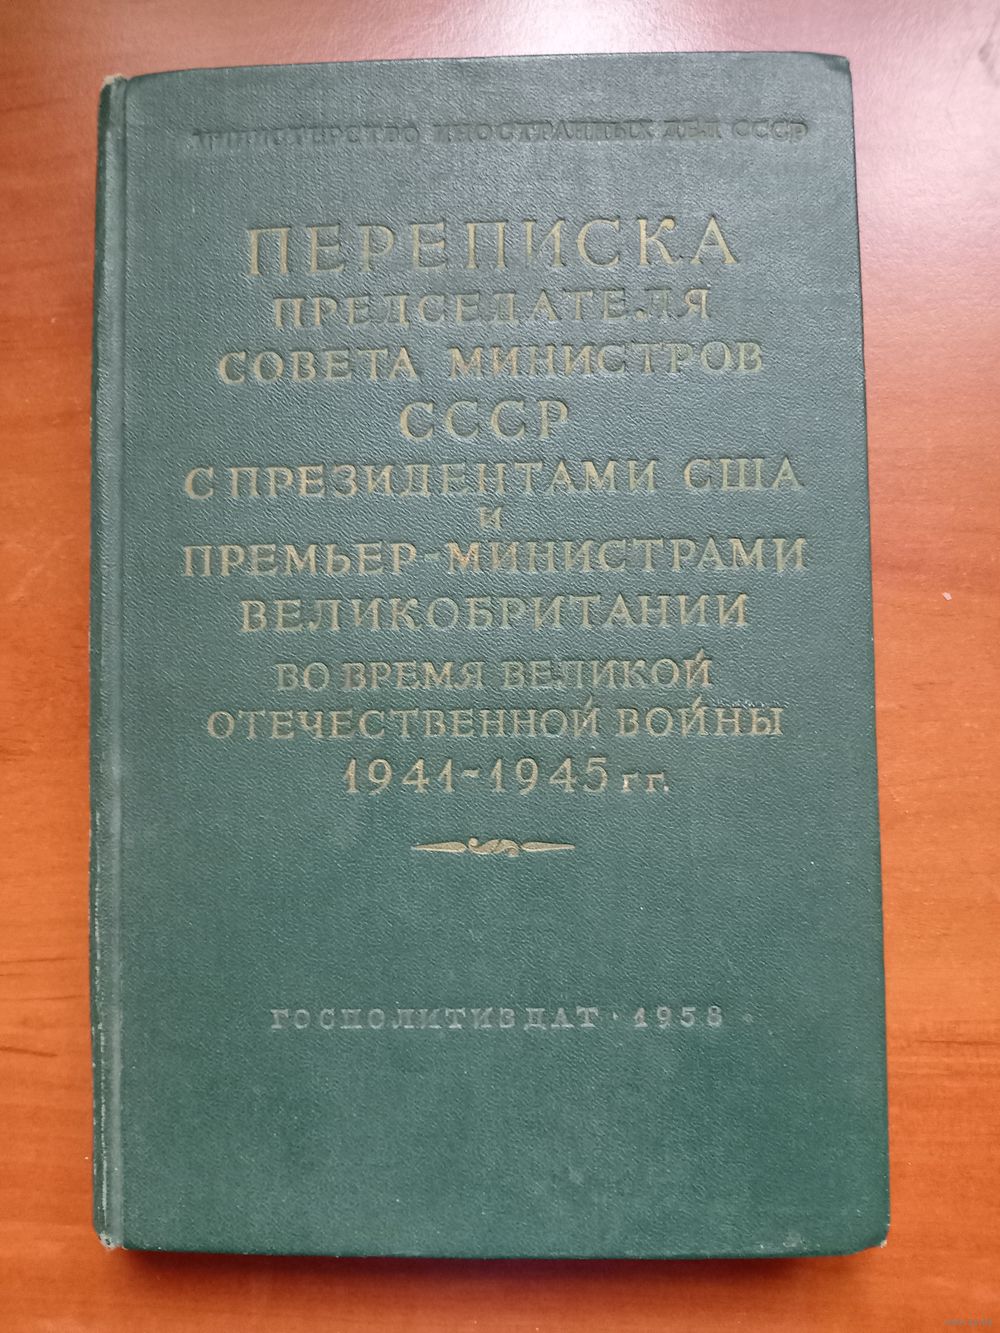 МИНИСТЕРСТВО ИНОСТРАННЫХ ДЕЛ СССР
ПЕРЕПИСКА
ПРЕДСЕДАТЕЛЯ
СОВЕТА МИНИСТРОВ
СССР
С ПРЕЗИДЕНТАМИ США
И
ПРЕМЬЕР-МИНИСТРАМИ
ВЕЛИКОБРИТАНИИ
ВО ВРЕМЯ ВЕЛИКОЙ
ОТЕЧЕСТВЕННОЙ ВОЙНЫ
1941-1945 гг.
ГОСПОЛИТИЗДАТ · 1958